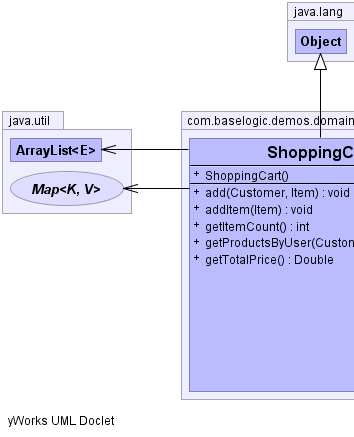 java.lang
Object
java.util
ArrayList<E>
Map<K, V>
com.baselogic.demos.domain
ShoppingC
+ ShoppingCart()
+ add(Customer, Item) : void
+ addItem(Item) : void
+ getItemCount() : int
+ getProductsByUser(Custom
+ getTotalPrice() : Double
yWorks UML Doclet